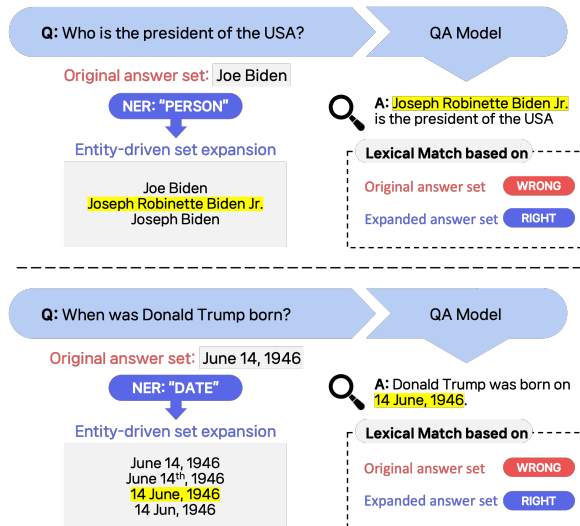 Q: Who is the president of the USA?
QA Model
Original answer set: Joe Biden
NER: "PERSON"
Entity-driven set expansion
Joe Biden
Joseph Robinette Biden Jr.
Joseph Biden
A: Joseph Robinette Biden Jr.
is the president of the USA
Lexical Match based on
Original answer set WRONG
Expanded answer set RIGHT
Q: When was Donald Trump born?
QA Model
Original answer set: June 14, 1946
NER: "DATE"
Entity-driven set expansion
June 14, 1946
June 14th, 1946
14 June, 1946
14 Jun, 1946
A: Donald Trump was born on
14 June, 1946.
Lexical Match based on
Original answer set WRONG
Expanded answer set RIGHT